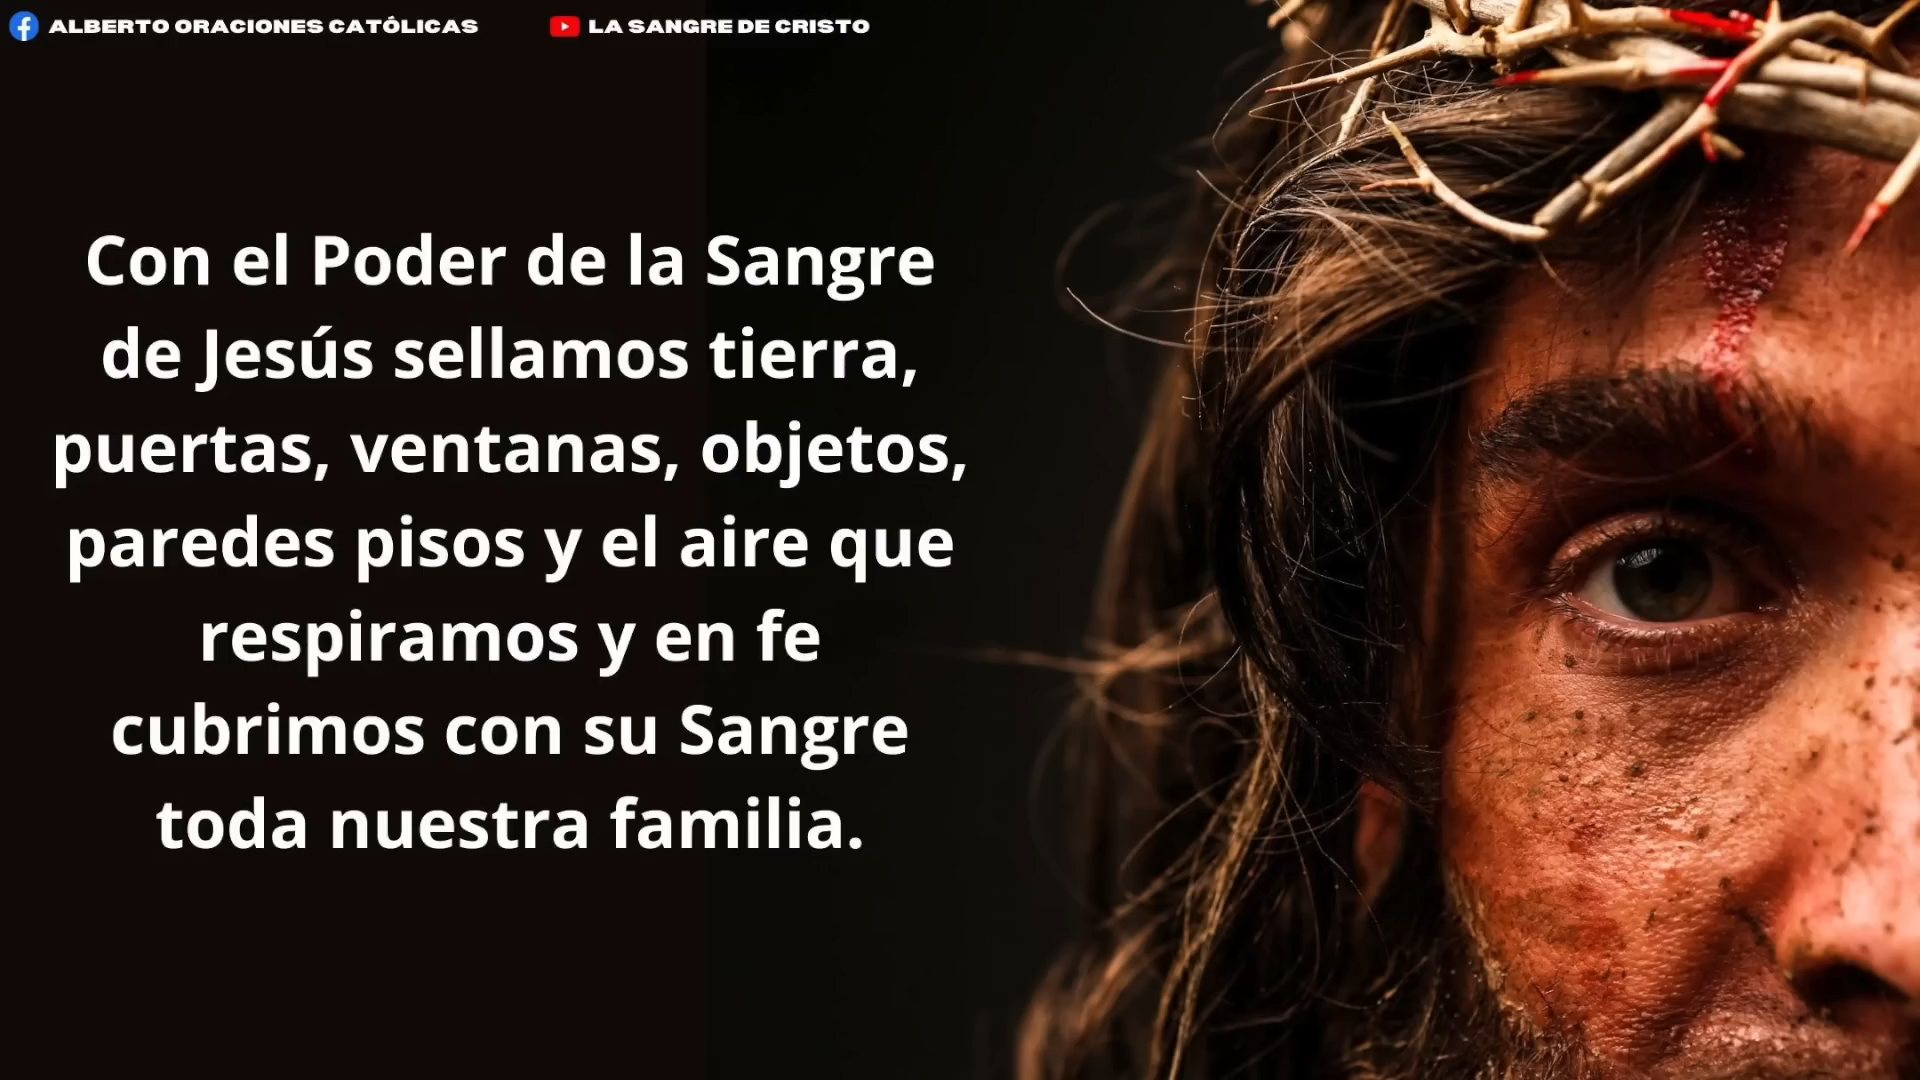 ALBERTO ORACIONES CATÓLICAS
LA SANGRE DE CRISTO
Con el Poder de la Sangre
de Jesús sellamos tierra,
puertas, ventanas, objetos,
paredes pisos y el aire que
respiramos y en fe
cubrimos con su Sangre
toda nuestra familia.